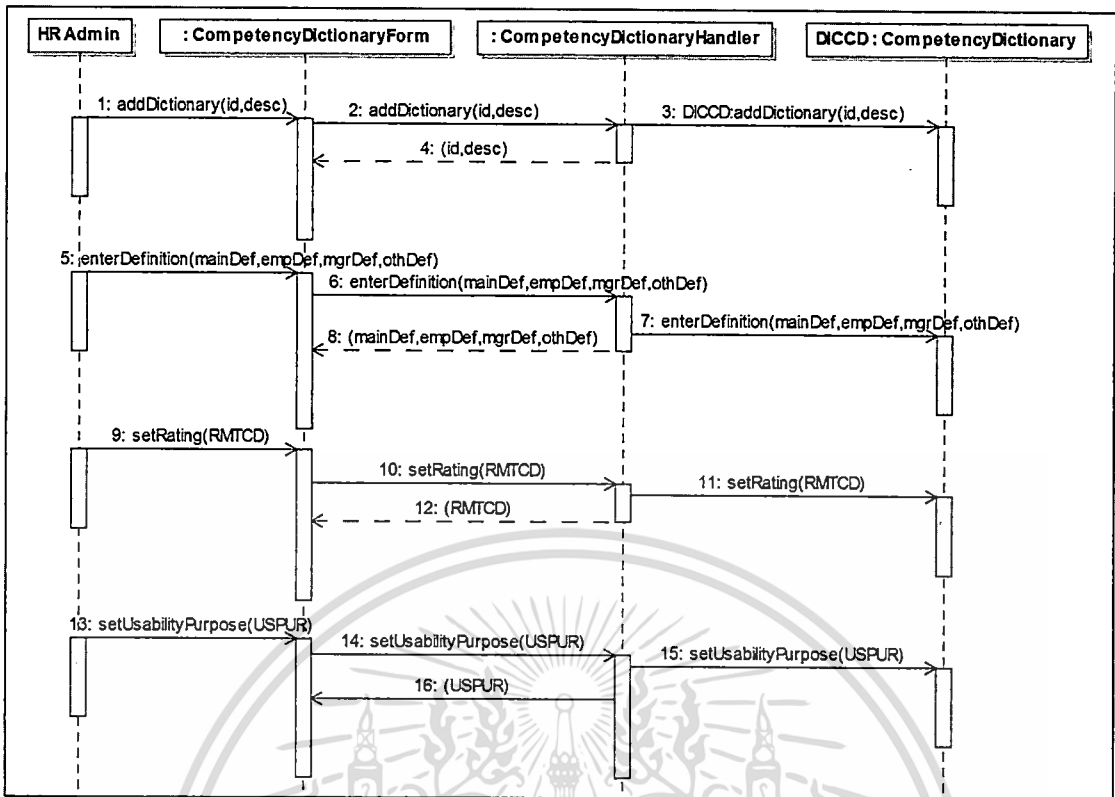 HRAdmin
: CompetencyDictionaryForm
: CompetencyDictionaryHandler
DICCD : CompetencyDictionary
1: addDictionary(id,desc)
2: addDictionary(id,desc)
3: DICCD:addDictionary(id,desc)
4: (id,desc)
5: enterDefinition(mainDef,empDef,mgrDef,othDef)
6: enterDefinition(mainDef,empDef,mgrDef,othDef)
7: enterDefinition(mainDef,empDef,mgrDef,othDef)
8: (mainDef,empDef,mgrDef,othDef)
9: setRating(RMTCD)
10: setRating(RMTCD)
11: setRating(RMTCD)
12: (RMTCD)
13: setUsabilityPurpose(USPUR)
14: setUsabilityPurpose(USPUR)
15: setUsabilityPurpose(USPUR)
16: (USPUR)